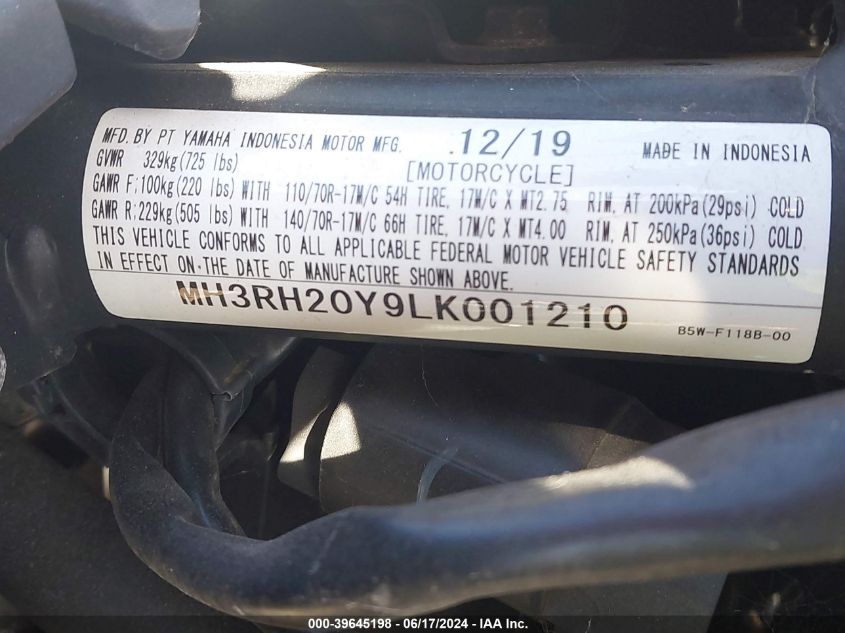 MFD. BY PT YAMAHA INDONESIA MOTOR MFG. 12/19 MADE IN INDONESIA
GVWR 329kg(725 lbs) [MOTORCYCLE]
GAWR F:100kg(220 lbs) WITH 110/70R-17M/C 54H TIRE, 17M/C X MT2.75 RIM, AT 200kPa(29psi) COLD
GAWR R:229kg(505 lbs) WITH 140/70R-17M/C 66H TIRE, 17M/C X MT4.00 RIM, AT 250kPa(36psi) COLD
THIS VEHICLE CONFORMS TO ALL APPLICABLE FEDERAL MOTOR VEHICLE SAFETY STANDARDS
IN EFFECT ON THE DATE OF MANUFACTURE SHOWN ABOVE.
MH3RH20Y9LK001210
B5W-F118B-00
000-39645198 - 06/17/2024 - IAAI.com